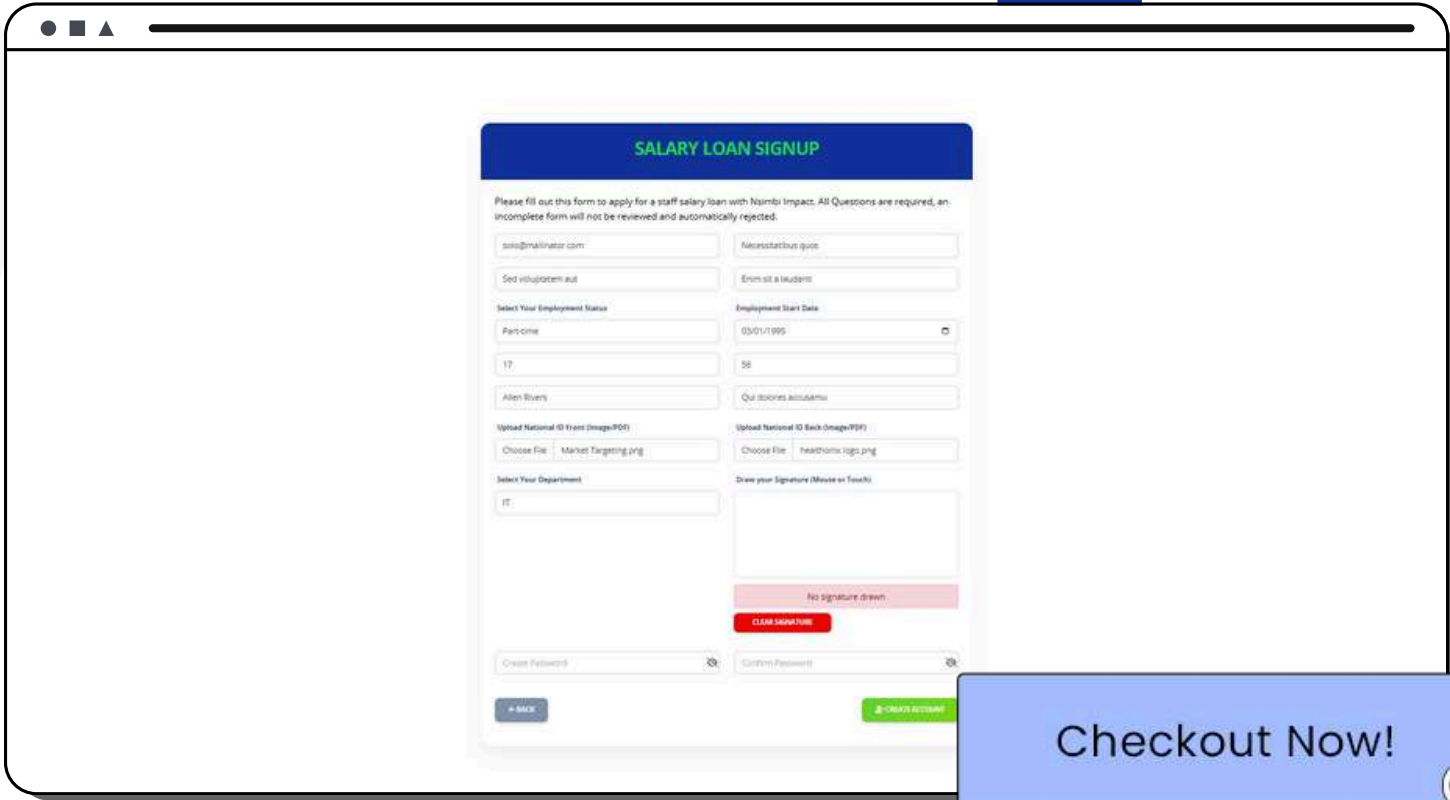 SALARY LOAN SIGNUP
Please fill out this form to apply for a staff salary loan with Nsimbi Impact. All Questions are required, an
incomplete form will not be reviewed and automatically rejected.
solo@mailinator.com
Necessitatibus quos
Sed voluptatem aut
Enim sit a laudanti
Select Your Employment Status
Employment Start Date
Part-time
03/01/1995
17
56
Allen Rivers
Qui dolores accusamu
Upload National ID Front (Image/PDF)
Upload National ID Back (Image/PDF)
Choose File Market Targeting.png
Choose File logo.png
Select Your Department
Draw your Signature (Mouse or Touch)
IT
No signature drawn
CLEAR SIGNATURE
Create Password
Confirm Password
BACK
CREATE ACCOUNT
Checkout Now!